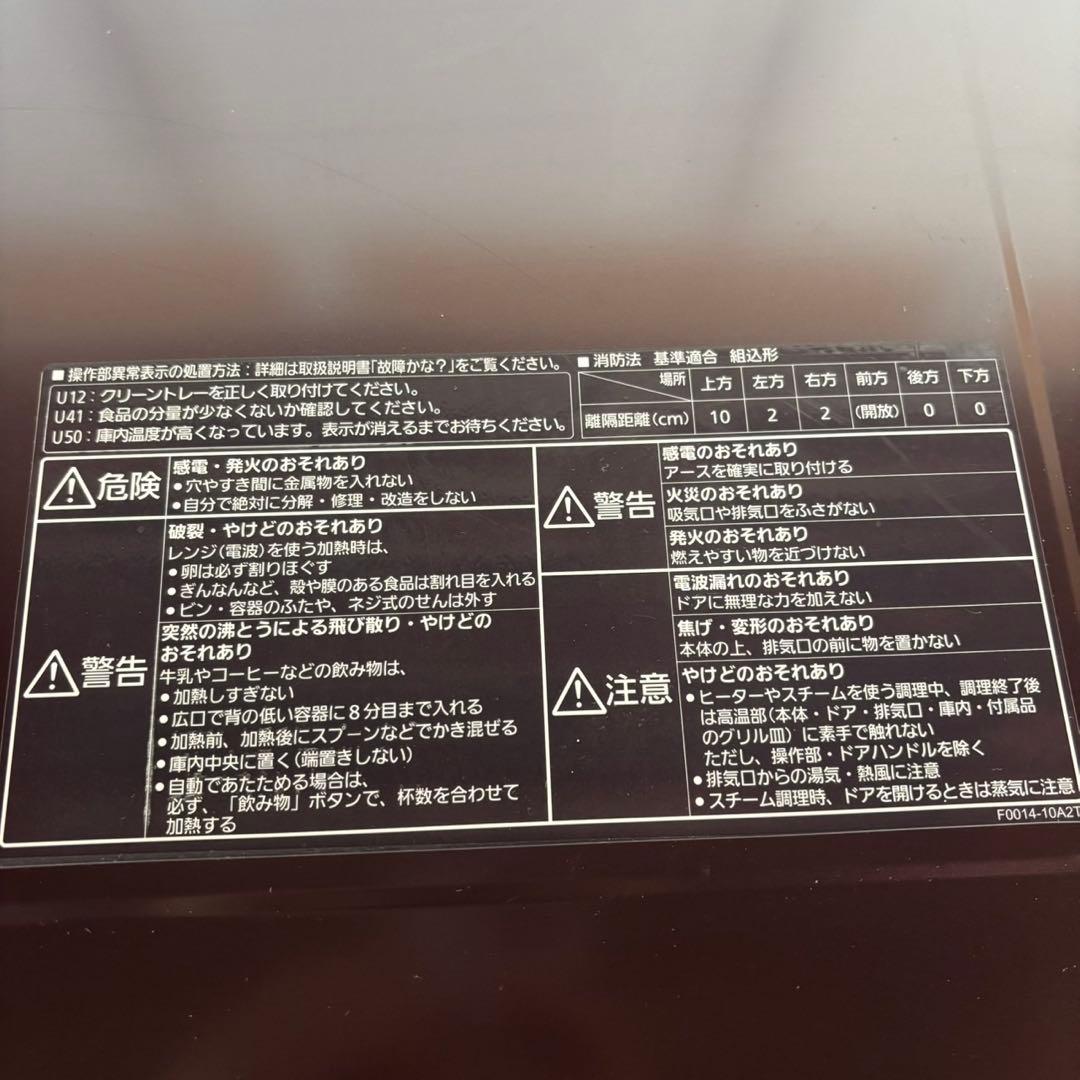 ■操作部異常表示の処置方法：詳細は取扱説明書「故障かな？」をご覧ください。
U12：クリーントレーを正しく取り付けてください。
U41：食品の分量が少なくないか確認してください。
U50：庫内温度が高くなっています。表示が消えるまでお待ちください。
■消防法 基準適合 組込形
場所 上方 左方 右方 前方 後方 下方
離隔距離(cm) 10 2 2 (開放) 0 0
危険
感電・発火のおそれあり
●穴やすき間に金属物を入れない
●自分で絶対に分解・修理・改造をしない
警告
破裂・やけどのおそれあり
レンジ(電波)を使う加熱時は、
●卵は必ず割りほぐす
●ぎんなんなど、殻や膜のある食品は割れ目を入れる
●ビン・容器のふたや、ネジ式のせんは外す
突然の沸とうによる飛び散り・やけどの
おそれあり
牛乳やコーヒーなどの飲み物は、
●加熱しすぎない
●広口で背の低い容器に8分目まで入れる
●加熱前、加熱後にスプーンなどでかき混ぜる
●庫内中央に置く(端置きしない)
●自動であたためる場合は、
必ず、「飲み物」ボタンで、杯数を合わせて
加熱する
警告
感電のおそれあり
アースを確実に取り付ける
火災のおそれあり
吸気口や排気口をふさがない
発火のおそれあり
燃えやすい物を近づけない
注意
電波漏れのおそれあり
ドアに無理な力を加えない
焦げ・変形のおそれあり
本体の上、排気口の前に物を置かない
やけどのおそれあり
●ヒーターやスチームを使う調理中、調理終了後
は高温部(本体・ドア・排気口・庫内・付属品
のグリル皿)に素手で触れない
ただし、操作部・ドアハンドルを除く
●排気口からの湯気・熱風に注意
●スチーム調理時、ドアを開けるときは蒸気に注意
F0014-10A2T